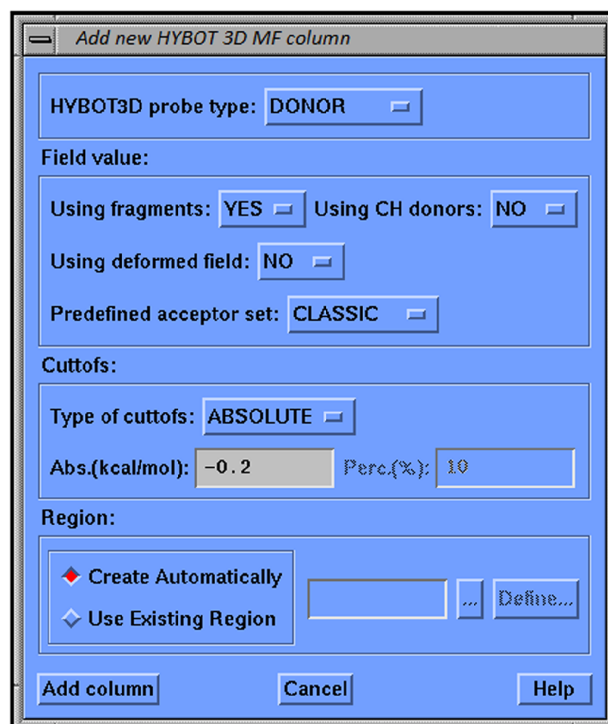 Add new HYBOT 3D MF column
HYBOT3D probe type: DONOR
Field value:
Using fragments: YES Using CH donors: NO
Using deformed field: NO
Predefined acceptor set: CLASSIC
Cuttofs:
Type of cuttofs: ABSOLUTE
Abs.(kcal/mol): -0.2 Perc.(%): 10
Region:
Create Automatically
... Define...
Use Existing Region
Add column Cancel Help